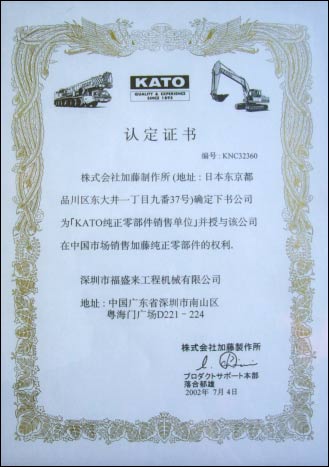 KATO
QUALITY & EXPERIENCE
SINCE 1895
认定证书
编号:KNC32360
株式会社加藤制作所(地址:日本东京都
品川区东大井一丁目九番37号)确定下书公司
为「KATO纯正零部件销售单位」并授与该公司
在中国市场销售加藤纯正零部件的权利.
深圳市福盛来工程机械有限公司
地址:中国广东省深圳市南山区
粤海门广场D221-224
株式会社加藤製作所
プロダクトサポート本部
落合郁雄
2002年 7月4日